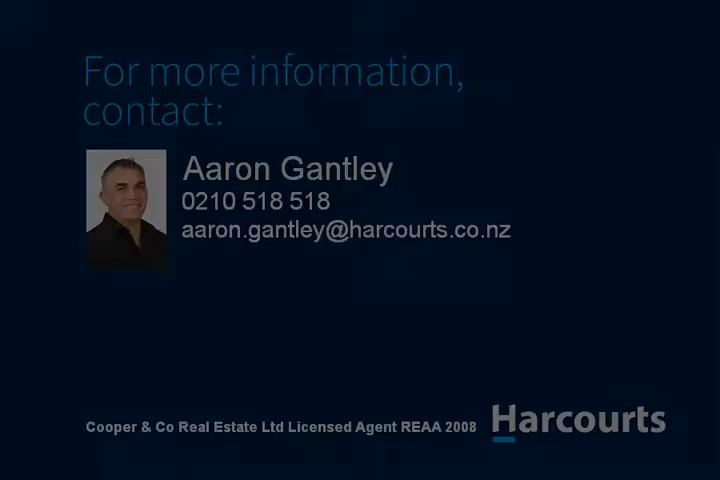 For more information,
contact:
Aaron Gantley
0210 518 518
aaron.gantley@harcourts.co.nz
Cooper & Co Real Estate Ltd Licensed Agent REAA 2008
Harcourts